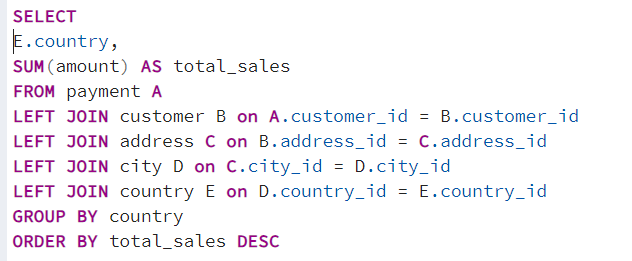 SELECT
E.country,
SUM(amount) AS total_sales
FROM payment A
LEFT JOIN customer B on A.customer_id = B.customer_id
LEFT JOIN address C on B.address_id = C.address_id
LEFT JOIN city D on C.city_id = D.city_id
LEFT JOIN country E on D.country_id = E.country_id
GROUP BY country
ORDER BY total_sales DESC